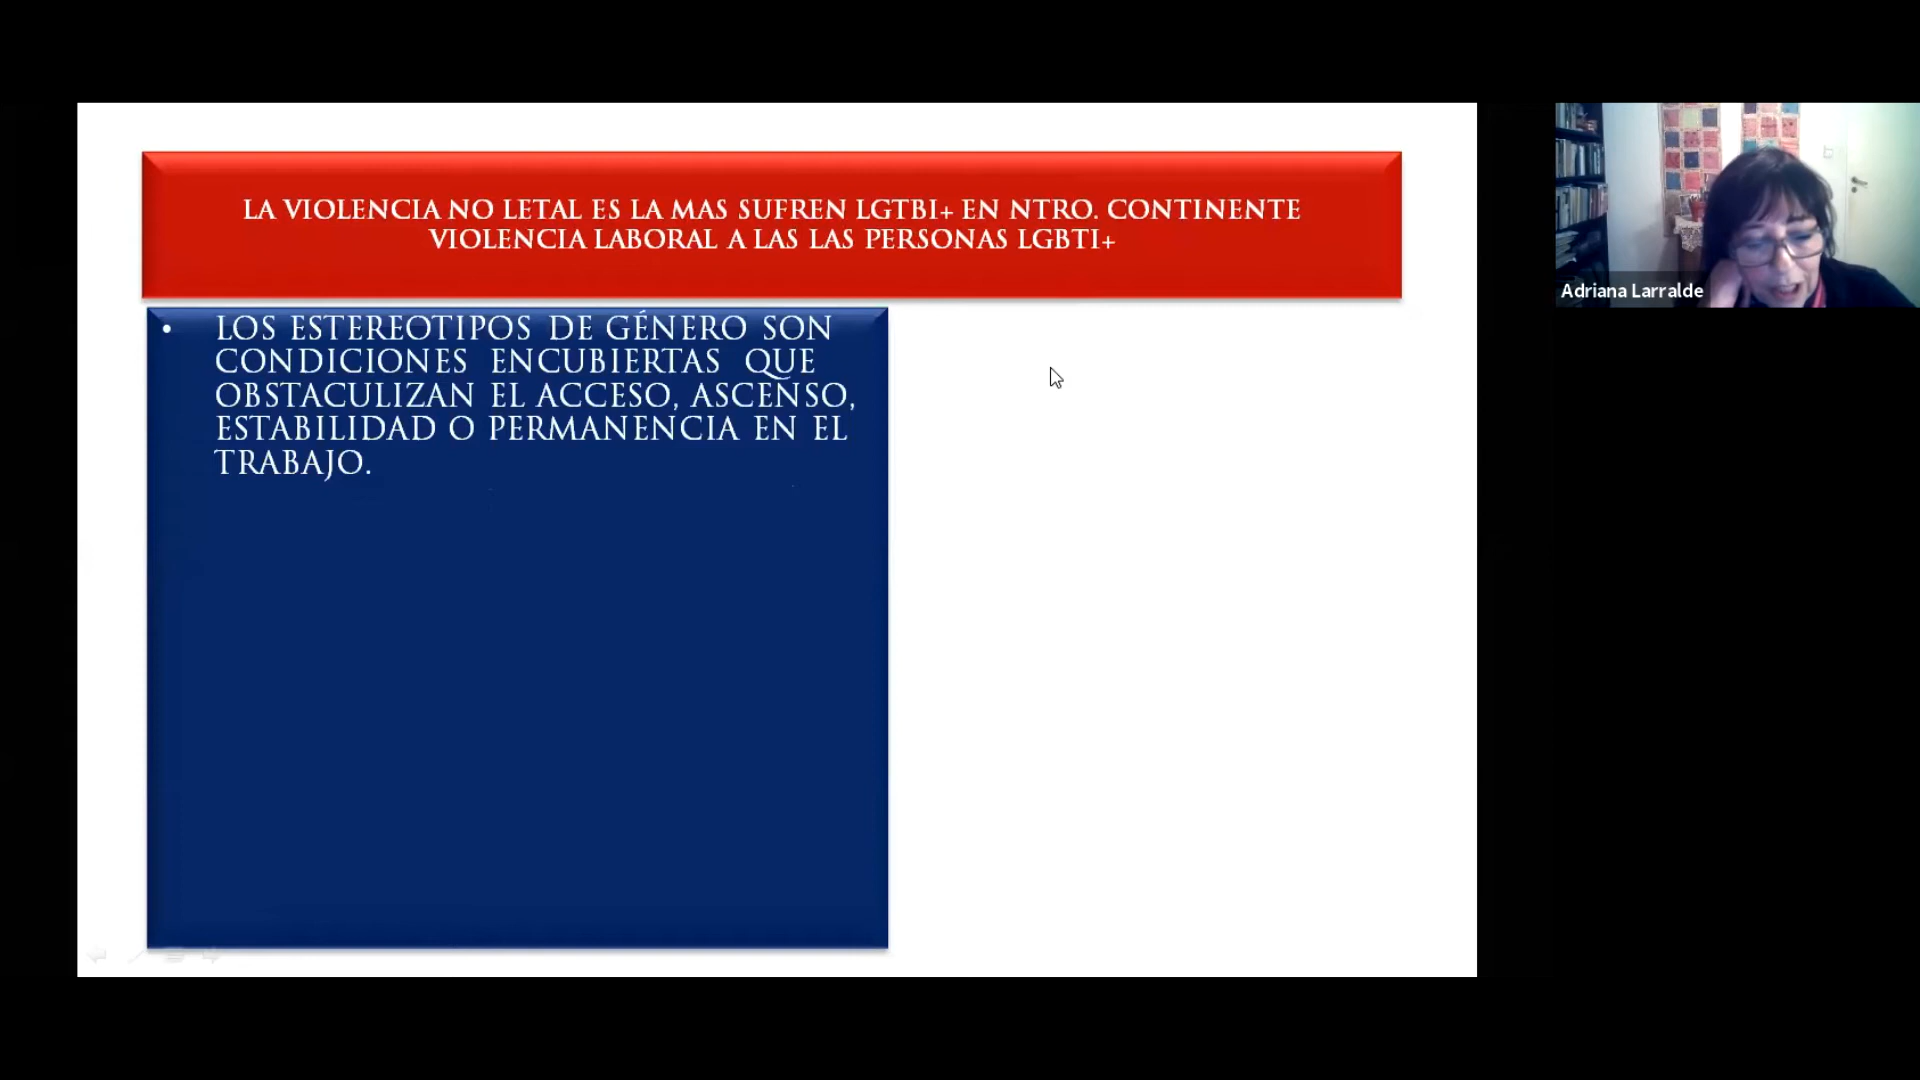 LA VIOLENCIA NO LETAL ES LA MAS SUFREN LGTBI+ EN NTRO. CONTINENTE
VIOLENCIA LABORAL A LAS LAS PERSONAS LGBTI+
• LOS ESTEREOTIPOS DE GÉNERO SON
CONDICIONES ENCUBIERTAS QUE
OBSTACULIZAN EL ACCESO, ASCENSO,
ESTABILIDAD O PERMANENCIA EN EL
TRABAJO.
Adriana Larralde